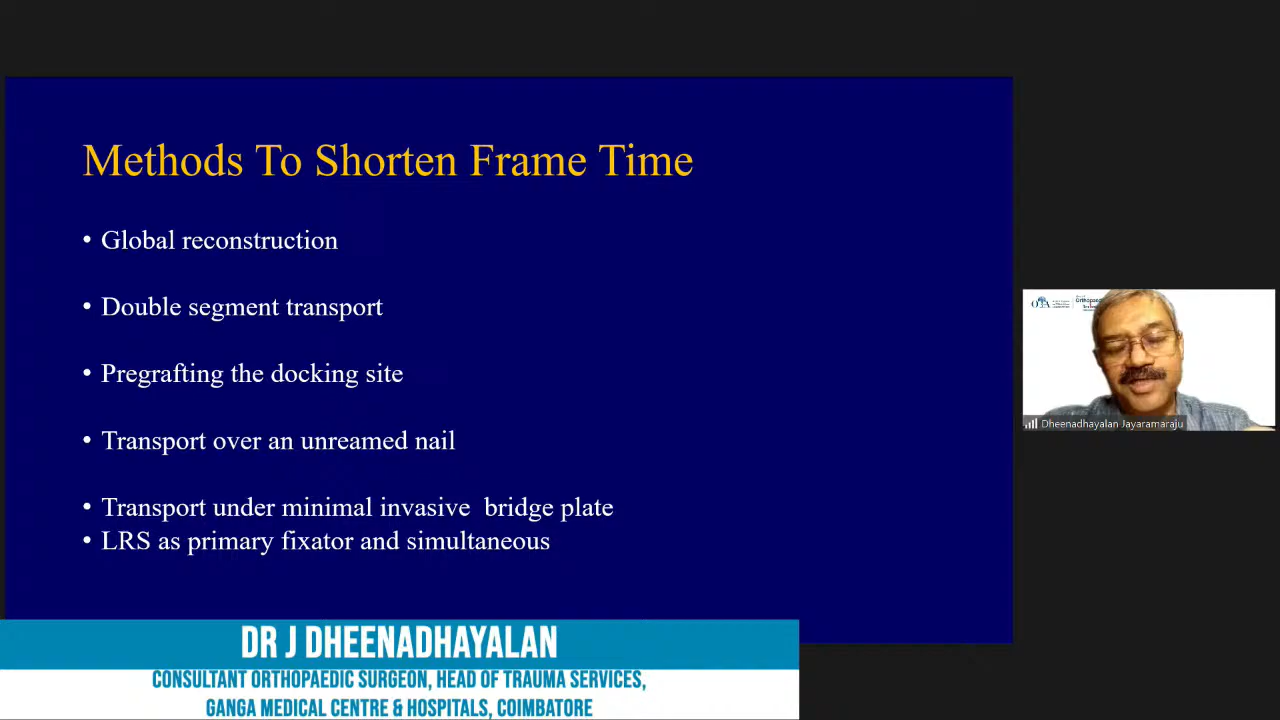 Methods To Shorten Frame Time
• Global reconstruction
• Double segment transport
• Pregrafting the docking site
• Transport over an unreamed nail
• Transport under minimal invasive  bridge plate
• LRS as primary fixator and simultaneous
Dheenadhayalan Jayaramaraju
DR J DHEENADHAYALAN
CONSULTANT ORTHOPAEDIC SURGEON, HEAD OF TRAUMA SERVICES,
GANGA MEDICAL CENTRE & HOSPITALS, COIMBATORE